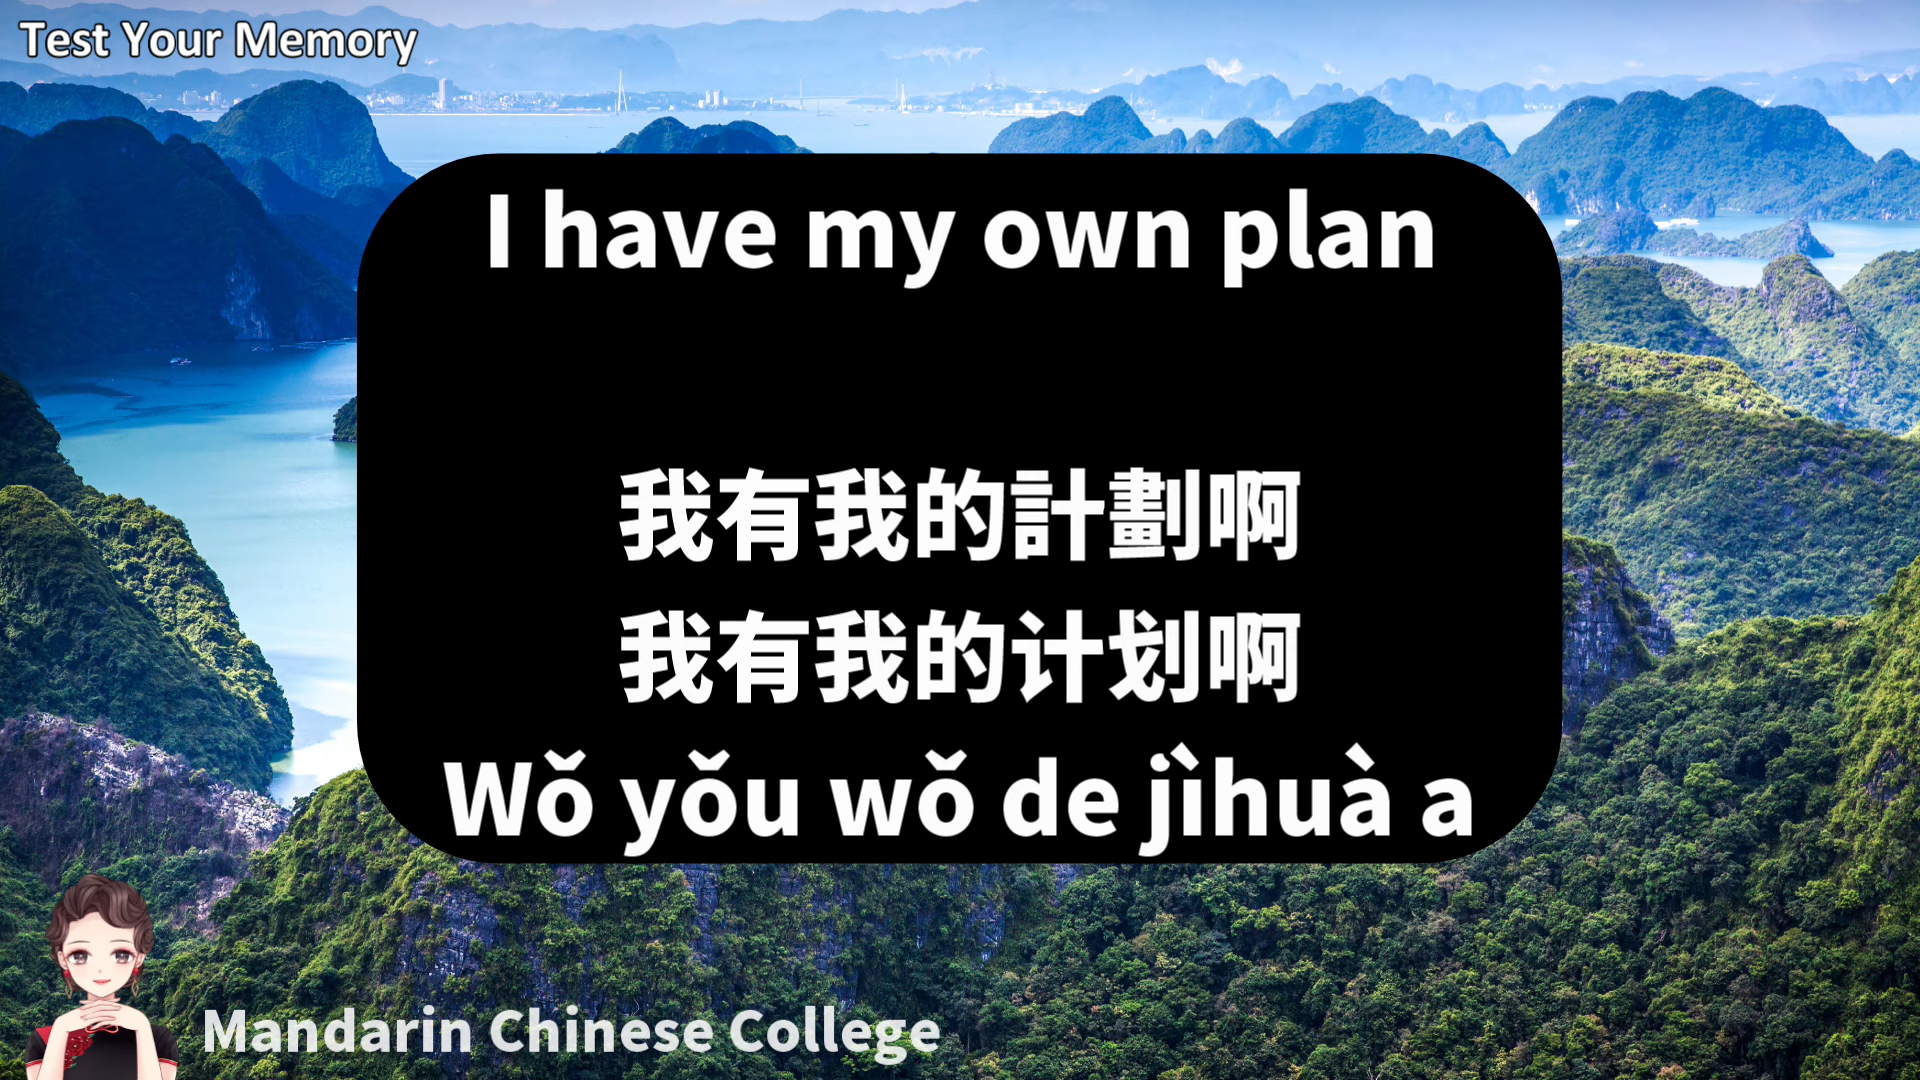 Test Your Memory
I have my own plan
我有我的計劃啊
我有我的计划啊
Wǒ yǒu wǒ de jìhuà a
Mandarin Chinese College